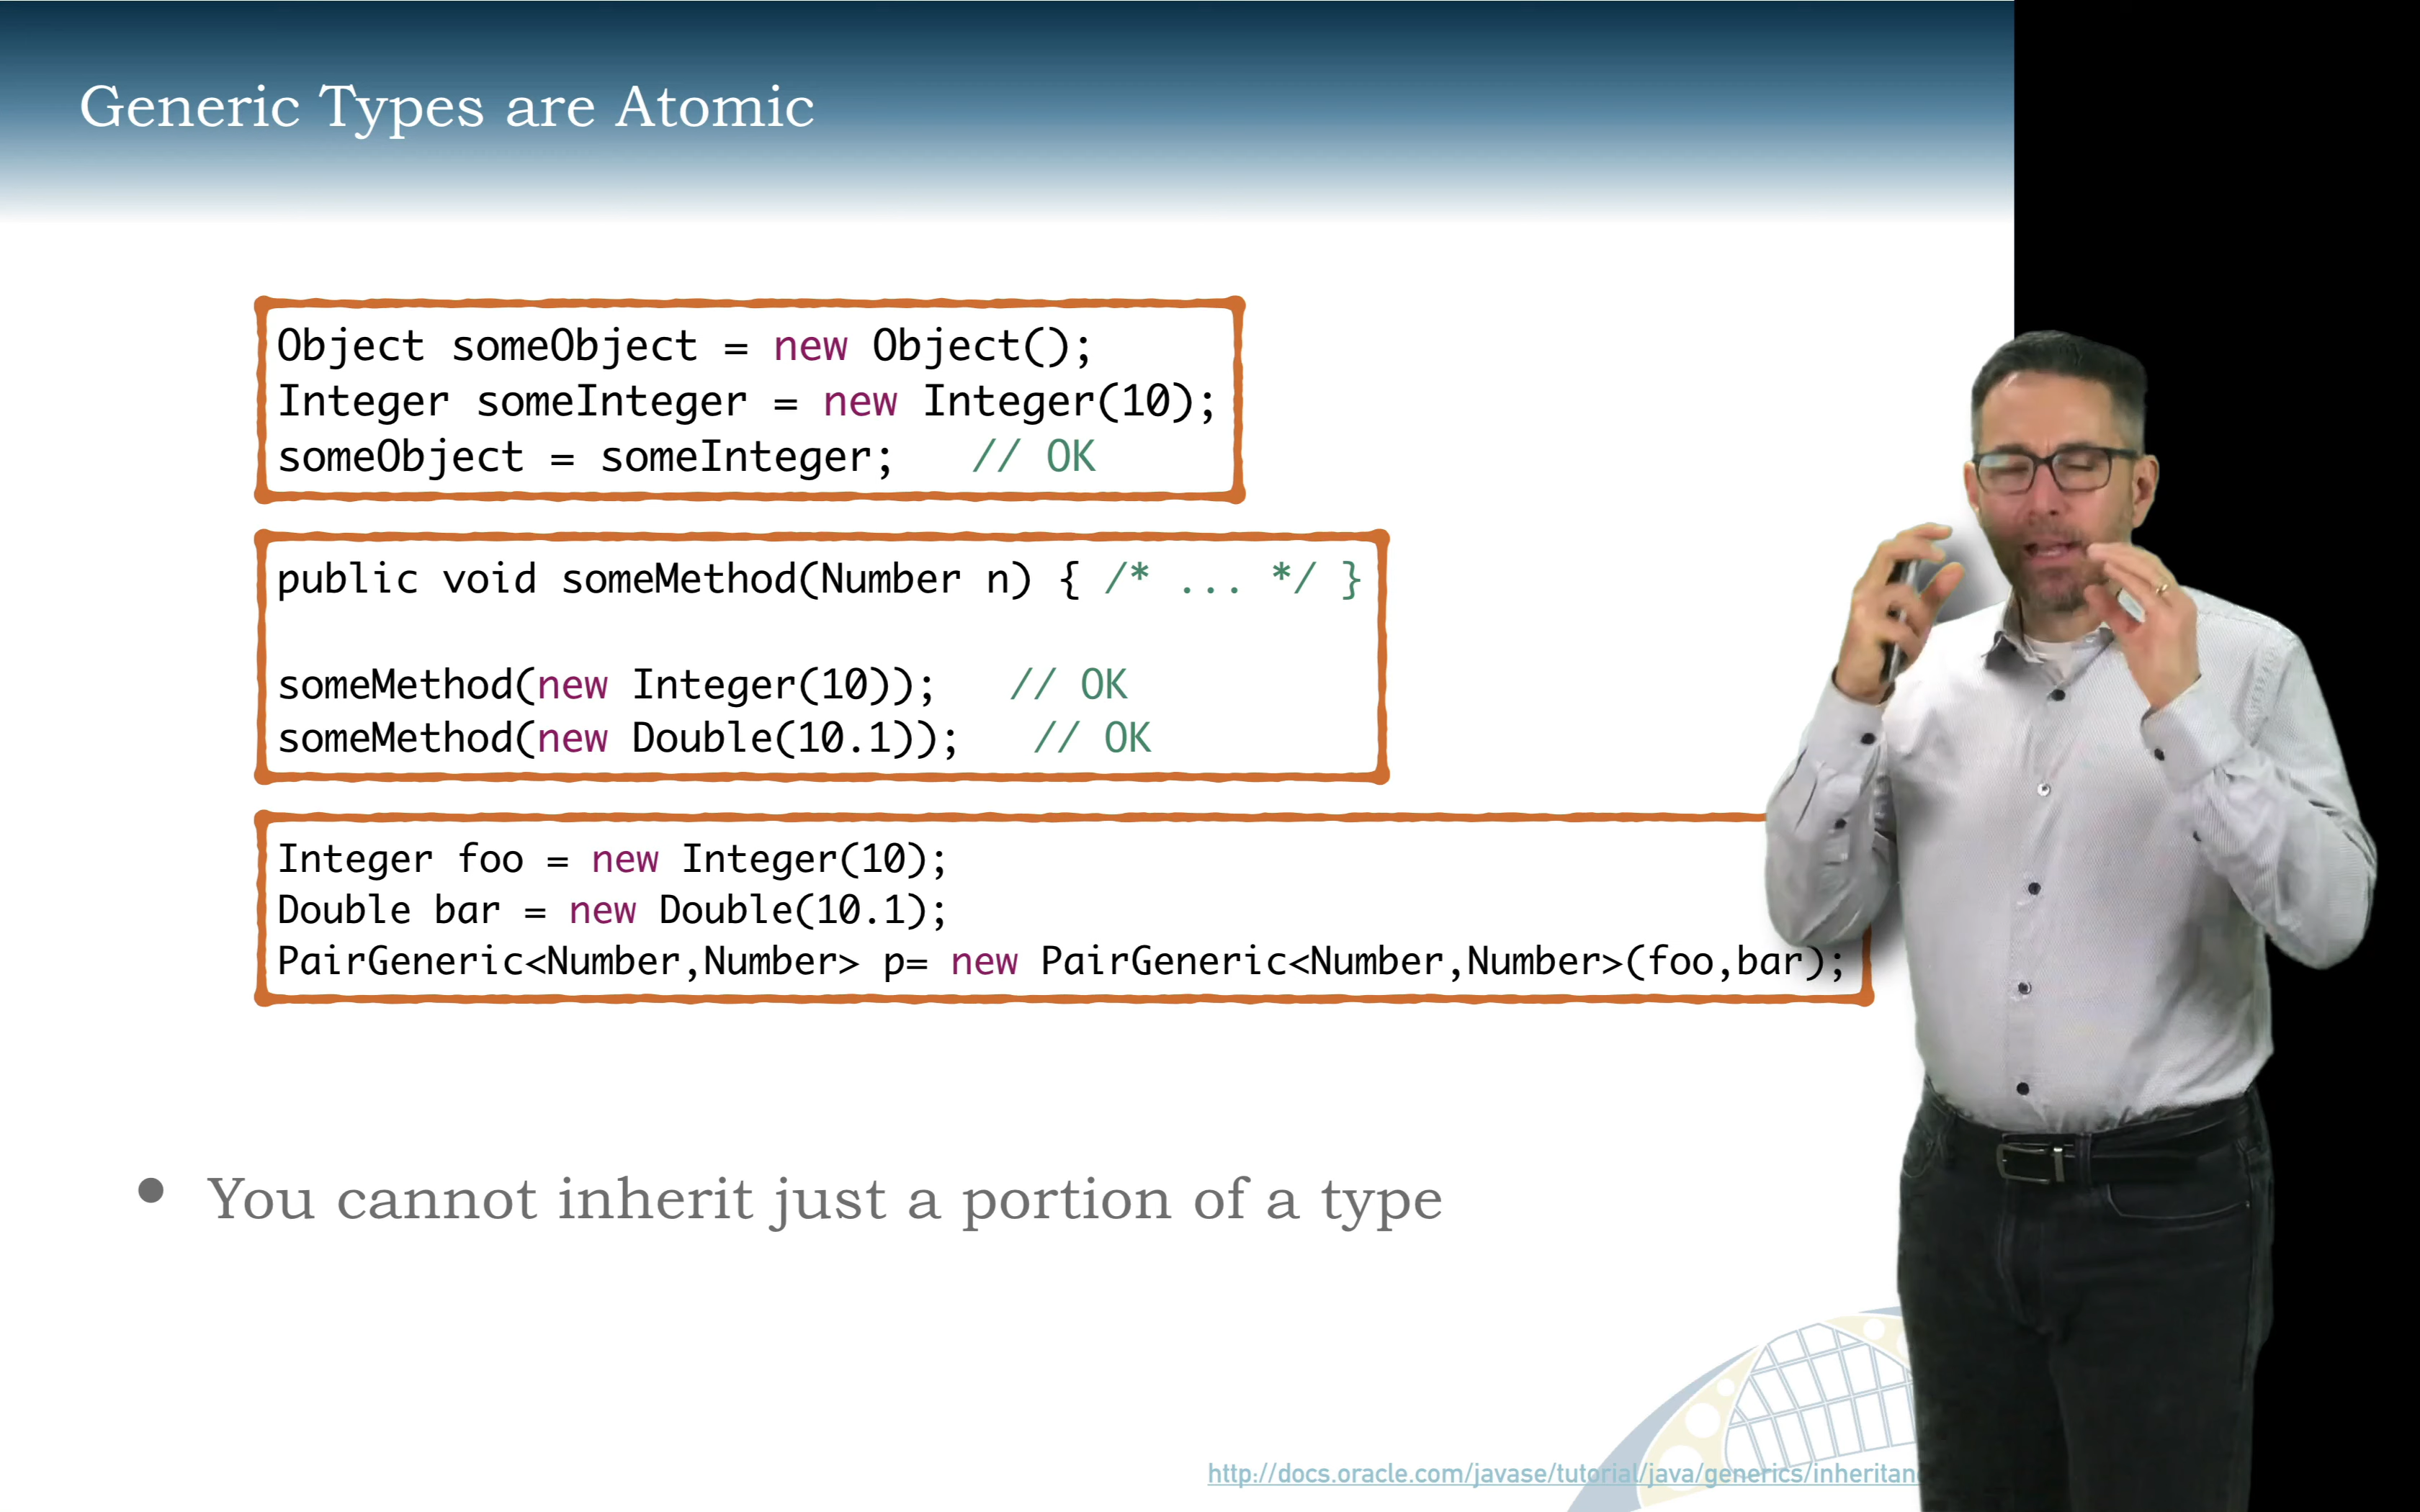 Generic Types are Atomic
Object someObject = new Object();
Integer someInteger = new Integer(10);
someObject = someInteger;   // OK
public void someMethod(Number n) { /* ... */ }
someMethod(new Integer(10));   // OK
someMethod(new Double(10.1));   // OK
Integer foo = new Integer(10);
Double bar = new Double(10.1);
PairGeneric<Number,Number> p= new PairGeneric<Number,Number>(foo,bar);
• You cannot inherit just a portion of a type
http://docs.oracle.com/javase/tutorial/java/generics/inheritan